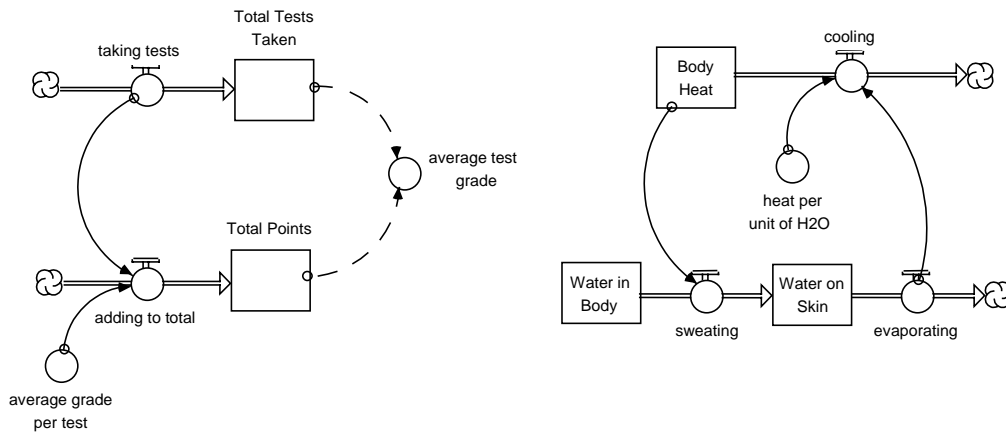 Total Tests
Taken
taking tests
average test
grade
Total Points
adding to total
average grade
per test
cooling
Body
Heat
heat per
unit of H2O
Water in
Body
Water on
Skin
sweating
evaporating